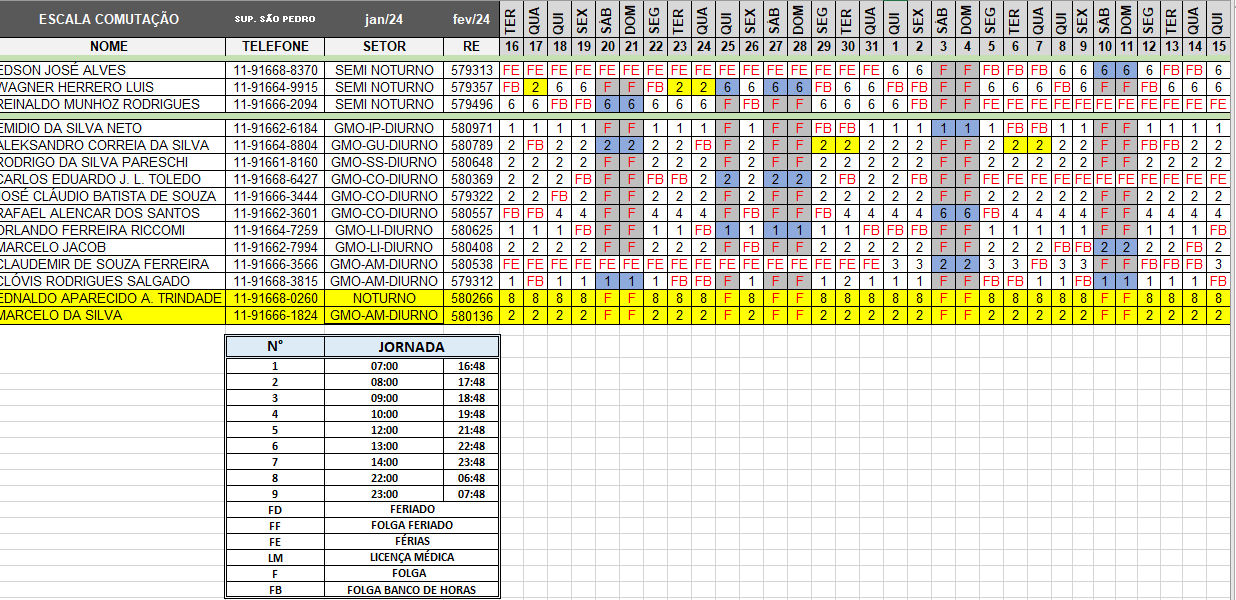 ESCALA COMUTAÇÃO SUP. SÃO PEDRO jan/24 fev/24 TER QUA QUI SEX SÀB DOM SEG TER QUA QUI SEX SÀB DOM SEG TER QUA QUI SEX SÀB DOM SEG TER QUA QUI SEX SÀB DOM SEG TER QUA QUI
NOME TELEFONE SETOR RE 16 17 18 19 20 21 22 23 24 25 26 27 28 29 30 31 1 2 3 4 5 6 7 8 9 10 11 12 13 14 15
EDSON JOSÉ ALVES 11-91668-8370 SEMI NOTURNO 579313 FE FE FE FE FE FE FE FE FE FE FE FE FE FE FE FE 6 6 F F FB FB FB 6 6 6 6 6 FB FB 6
WAGNER HERRERO LUIS 11-91664-9915 SEMI NOTURNO 579357 FB 2 6 6 F F FB 2 2 6 6 6 6 FB 6 6 FB FB F F 6 6 6 FB 6 F F FB 6 6 6
REINALDO MUNHOZ RODRIGUES 11-91666-2094 SEMI NOTURNO 579496 6 6 FB FB 6 6 6 6 6 F FB F F 6 6 6 6 FB F F FE FE FE FE FE FE FE FE FE FE FE
EMIDIO DA SILVA NETO 11-91662-6184 GMO-IP-DIURNO 580971 1 1 1 1 F F 1 1 1 F 1 F F FB FB 1 1 1 1 1 1 FB FB 1 1 F F 1 1 1 1
ALEKSANDRO CORREIA DA SILVA 11-91664-8804 GMO-GU-DIURNO 580789 2 FB 2 2 2 2 2 2 FB F 2 F F 2 2 2 2 2 F F 2 2 2 2 2 F F FB FB 2 2
RODRIGO DA SILVA PARESCHI 11-91661-8160 GMO-SS-DIURNO 580648 2 2 2 2 F F 2 2 2 F 2 F F 2 2 2 2 2 F F 2 2 2 2 2 F F 2 2 2 2
CARLOS EDUARDO J. L. TOLEDO 11-91668-6427 GMO-CO-DIURNO 580369 2 2 2 FB F F FB FB 2 2 2 2 2 2 FB 2 2 FB F F FE FE FE FE FE FE FE FE FE FE FE
JOSÉ CLÁUDIO BATISTA DE SOUZA 11-91666-3444 GMO-CO-DIURNO 579322 2 2 FB 2 F F 2 2 2 F 2 F F 2 2 2 2 2 F F 2 2 2 2 2 F F 2 2 2 2
RAFAEL ALENCAR DOS SANTOS 11-91662-3601 GMO-CO-DIURNO 580557 FB FB 4 4 F F 4 4 4 F FB F F FB 4 4 4 4 6 6 FB 4 4 4 4 F F 4 4 4 4
ORLANDO FERREIRA RICCOMI 11-91664-7259 GMO-LI-DIURNO 580625 1 1 1 FB F F 1 1 FB 1 1 1 1 1 1 FB FB FB F F 1 1 1 1 1 F F 1 1 1 FB
MARCELO JACOB 11-91662-7994 GMO-LI-DIURNO 580408 2 2 2 2 F F 2 2 2 F FB F F 2 2 2 2 2 F F 2 2 2 FB FB 2 2 2 2 FB 2
CLAUDEMIR DE SOUZA FERREIRA 11-91666-3566 GMO-AM-DIURNO 580538 FE FE FE FE FE FE FE FE FE FE FE FE FE FE FE FE 3 3 2 2 3 3 FB 3 3 F F FB FB FB 3
CLÓVIS RODRIGUES SALGADO 11-91668-3815 GMO-AM-DIURNO 579312 1 FB 1 1 1 1 1 FB FB F 1 F F 1 2 1 1 1 F F FB FB 1 1 FB 1 1 1 1 1 FB
EDNALDO APARECIDO A. TRINDADE 11-91668-0260 NOTURNO 580266 8 8 8 8 F F 8 8 8 F 8 F F 8 8 8 8 8 F F 8 8 8 8 8 F F 8 8 8 8
MARCELO DA SILVA 11-91666-1824 GMO-AM-DIURNO 580136 2 2 2 2 F F 2 2 2 F 2 F F 2 2 2 2 2 F F 2 2 2 2 2 F F 2 2 2 2
N° JORNADA
1 07:00 16:48
2 08:00 17:48
3 09:00 18:48
4 10:00 19:48
5 12:00 21:48
6 13:00 22:48
7 14:00 23:48
8 22:00 06:48
9 23:00 07:48
FD FERIADO
FF FOLGA FERIADO
FE FÉRIAS
LM LICENÇA MÉDICA
F FOLGA
FB FOLGA BANCO DE HORAS